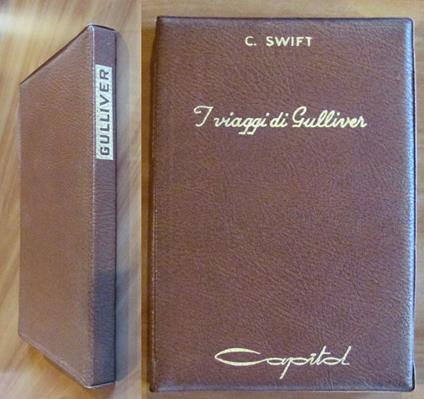 GULLIVER
C. SWIFT
I viaggi di Gulliver
Capitol